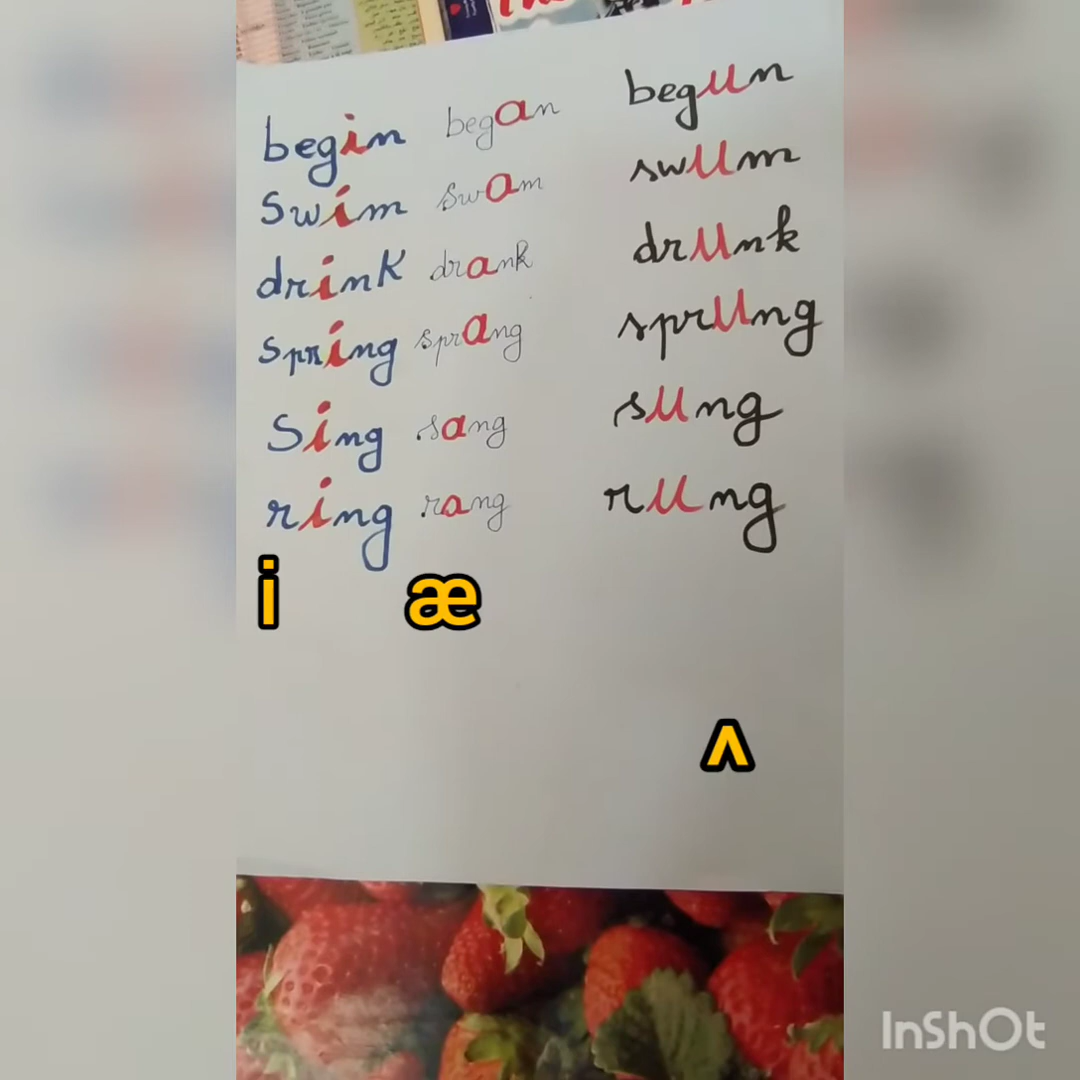 begin began begun
swim swam swum
drink drank drunk
spring sprang sprung
sing sang sung
ring rang rung
i æ
ʌ
InShOt